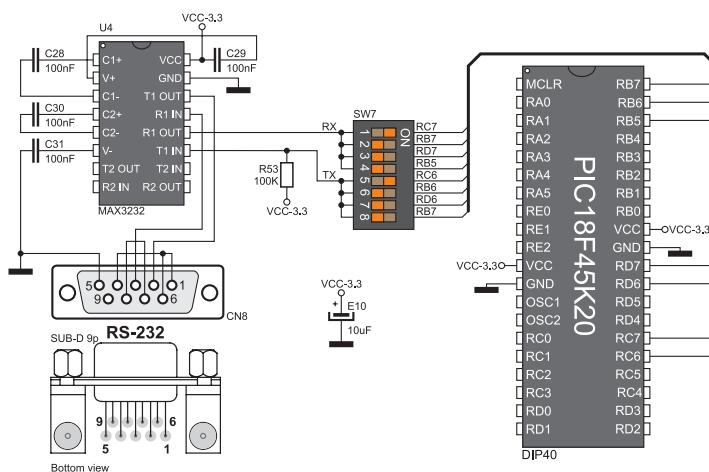 VCC-3.3
U4
C28
100nF
C1+
VCC
C29
100nF
V+
GND
C1-
T1 OUT
C30
100nF
C2+
R1 IN
C2-
R1 OUT
C31
100nF
V-
T1 IN
T2 OUT
T2 IN
R2 IN
R2 OUT
MAX3232
R53
100K
VCC-3.3
RX
TX
SW7
ON
1
2
3
4
5
6
7
8
RC7
RB7
RD7
RB5
RC6
RB6
RD6
RB7
5
1
9
6
CN8
SUB-D 9p
RS-232
9
6
5
1
Bottom view
VCC-3.3
+
E10
10uF
PIC18F45K20
MCLR
RA0
RA1
RA2
RA3
RA4
RA5
RE0
RE1
RE2
VCC-3.3
VCC
GND
OSC1
OSC2
RC0
RC1
RC2
RC3
RD0
RD1
RB7
RB6
RB5
RB4
RB3
RB2
RB1
RB0
VCC
VCC-3.3
GND
RD7
RD6
RD5
RD4
RC7
RC6
RC5
RC4
RD3
RD2
DIP40